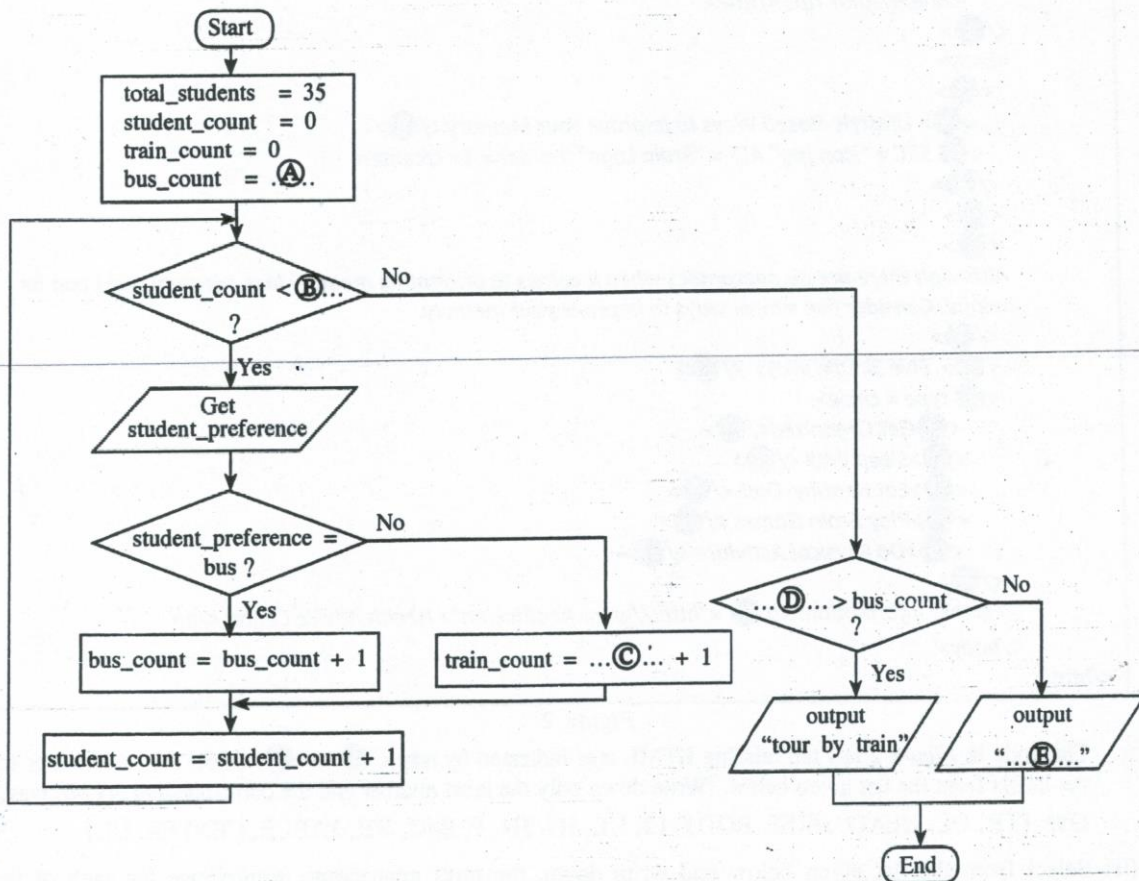 Start
total_students = 35
student_count = 0
train_count = 0
bus_count = ...Ⓐ...
student_count < Ⓑ...
?
No
Yes
Get
student_preference
student_preference =
bus ?
No
Yes
bus_count = bus_count + 1
train_count = ...Ⓒ... + 1
student_count = student_count + 1
...Ⓓ... > bus_count
?
No
Yes
output
“tour by train”
output
“...Ⓔ...”
End